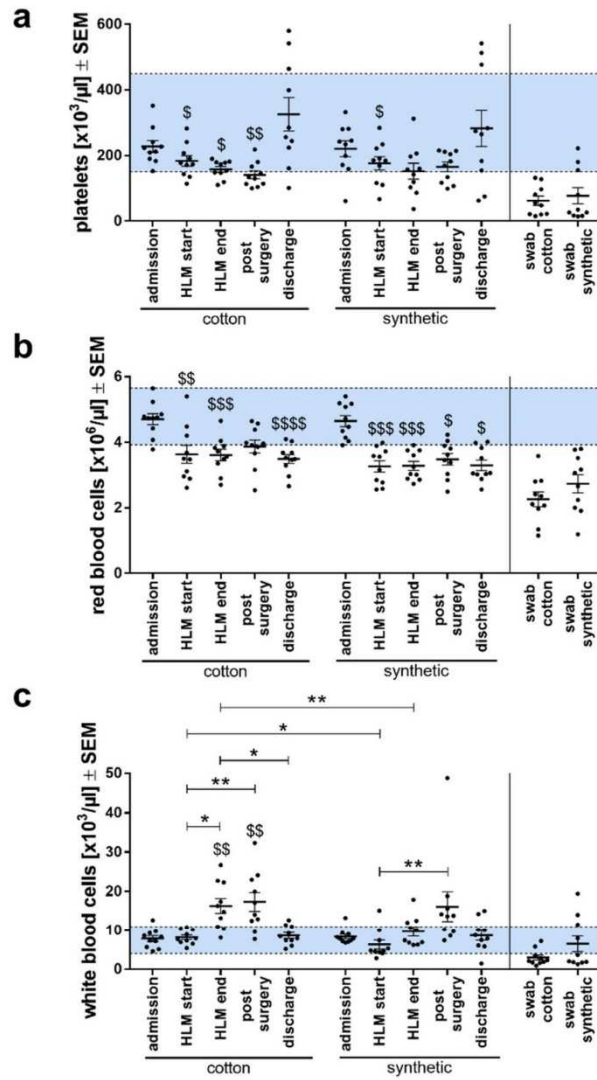 a
platelets [x10³/µl] ± SEM
600
400
200
0
$
$
$$
$
admission
HLM start
HLM end
post surgery
discharge
admission
HLM start
HLM end
post surgery
discharge
swab cotton
swab synthetic
cotton
synthetic
b
red blood cells [x10⁶/µl] ± SEM
6
4
2
0
$$
$$$
$$$$
$$$
$$$
$
$
admission
HLM start
HLM end
post surgery
discharge
admission
HLM start
HLM end
post surgery
discharge
swab cotton
swab synthetic
cotton
synthetic
c
white blood cells [x10³/µl] ± SEM
**
*
*
**
*
$$
$$
**
50
40
30
20
10
0
admission
HLM start
HLM end
post surgery
discharge
admission
HLM start
HLM end
post surgery
discharge
swab cotton
swab synthetic
cotton
synthetic